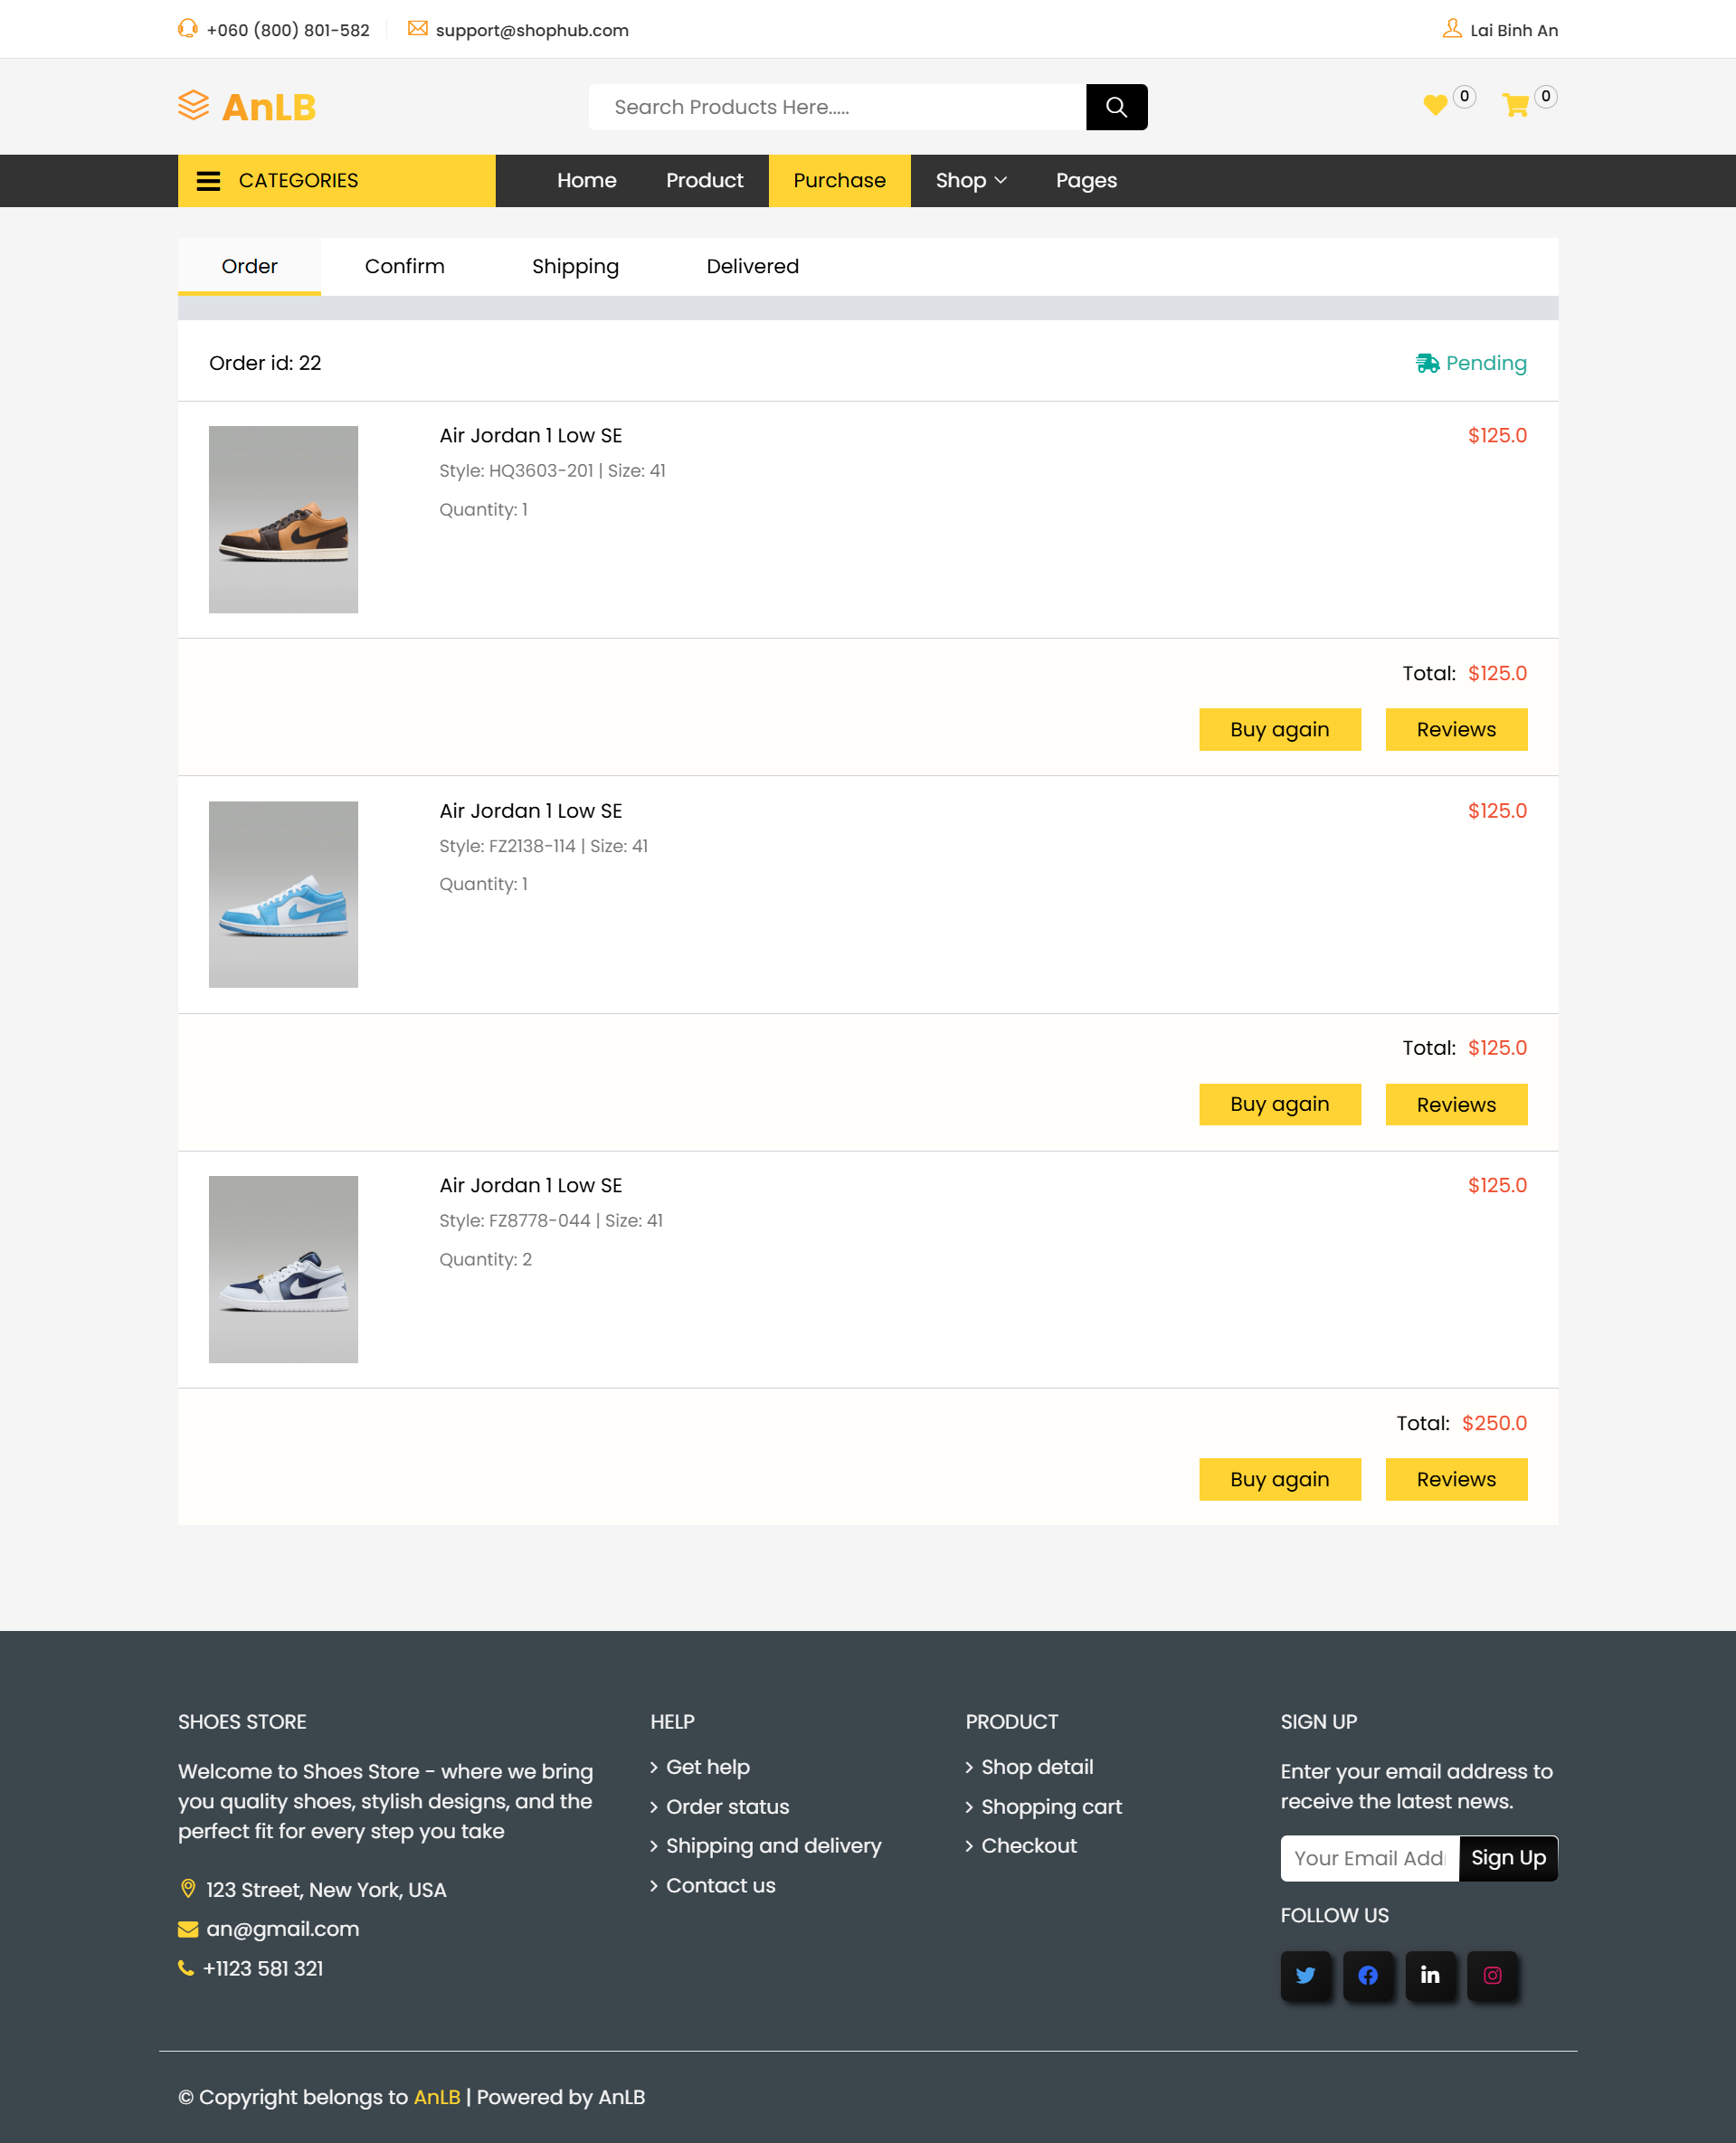 +060 (800) 801-582
support@shophub.com
Lai Binh An
AnLB
Search Products Here.....
0
0
CATEGORIES
Home
Product
Purchase
Shop
Pages
Order
Confirm
Shipping
Delivered
Order id: 22
Pending
Air Jordan 1 Low SE
$125.0
Style: HQ3603-201 | Size: 41
Quantity: 1
Total: $125.0
Buy again
Reviews
Air Jordan 1 Low SE
$125.0
Style: FZ2138-114 | Size: 41
Quantity: 1
Total: $125.0
Buy again
Reviews
Air Jordan 1 Low SE
$125.0
Style: FZ8778-044 | Size: 41
Quantity: 2
Total: $250.0
Buy again
Reviews
SHOES STORE
Welcome to Shoes Store - where we bring
you quality shoes, stylish designs, and the
perfect fit for every step you take
123 Street, New York, USA
an@gmail.com
+1123 581 321
HELP
Get help
Order status
Shipping and delivery
Contact us
PRODUCT
Shop detail
Shopping cart
Checkout
SIGN UP
Enter your email address to
receive the latest news.
Your Email Add
Sign Up
FOLLOW US
© Copyright belongs to AnLB | Powered by AnLB